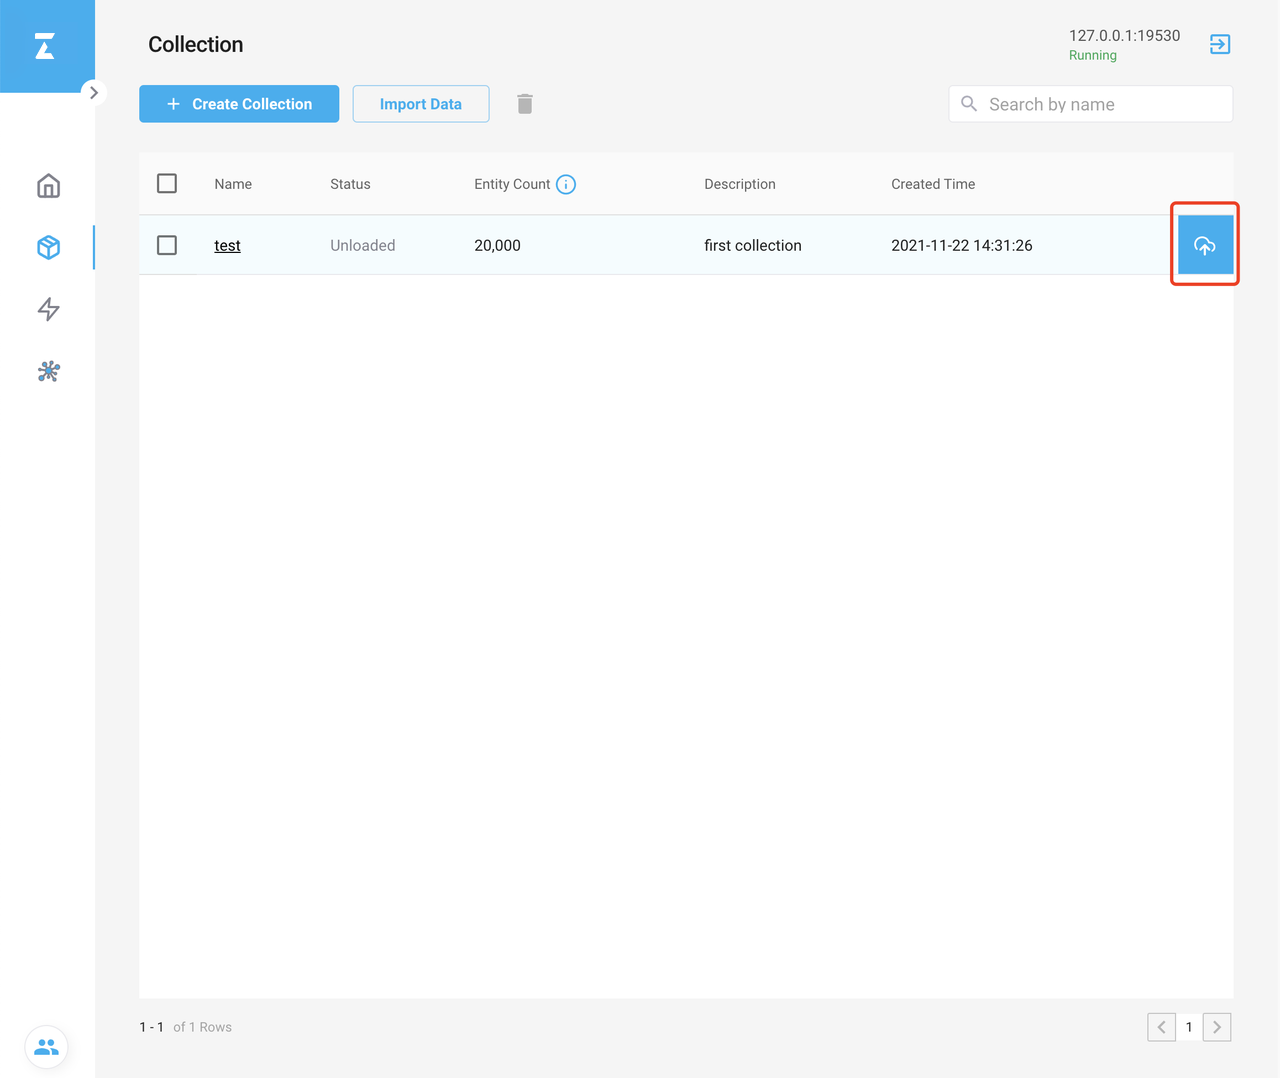 Collection
127.0.0.1:19530
Running
Create Collection
Import Data
Search by name
Name Status Entity Count Description Created Time
test Unloaded 20,000 first collection 2021-11-22 14:31:26
1 - 1 of 1 Rows
1